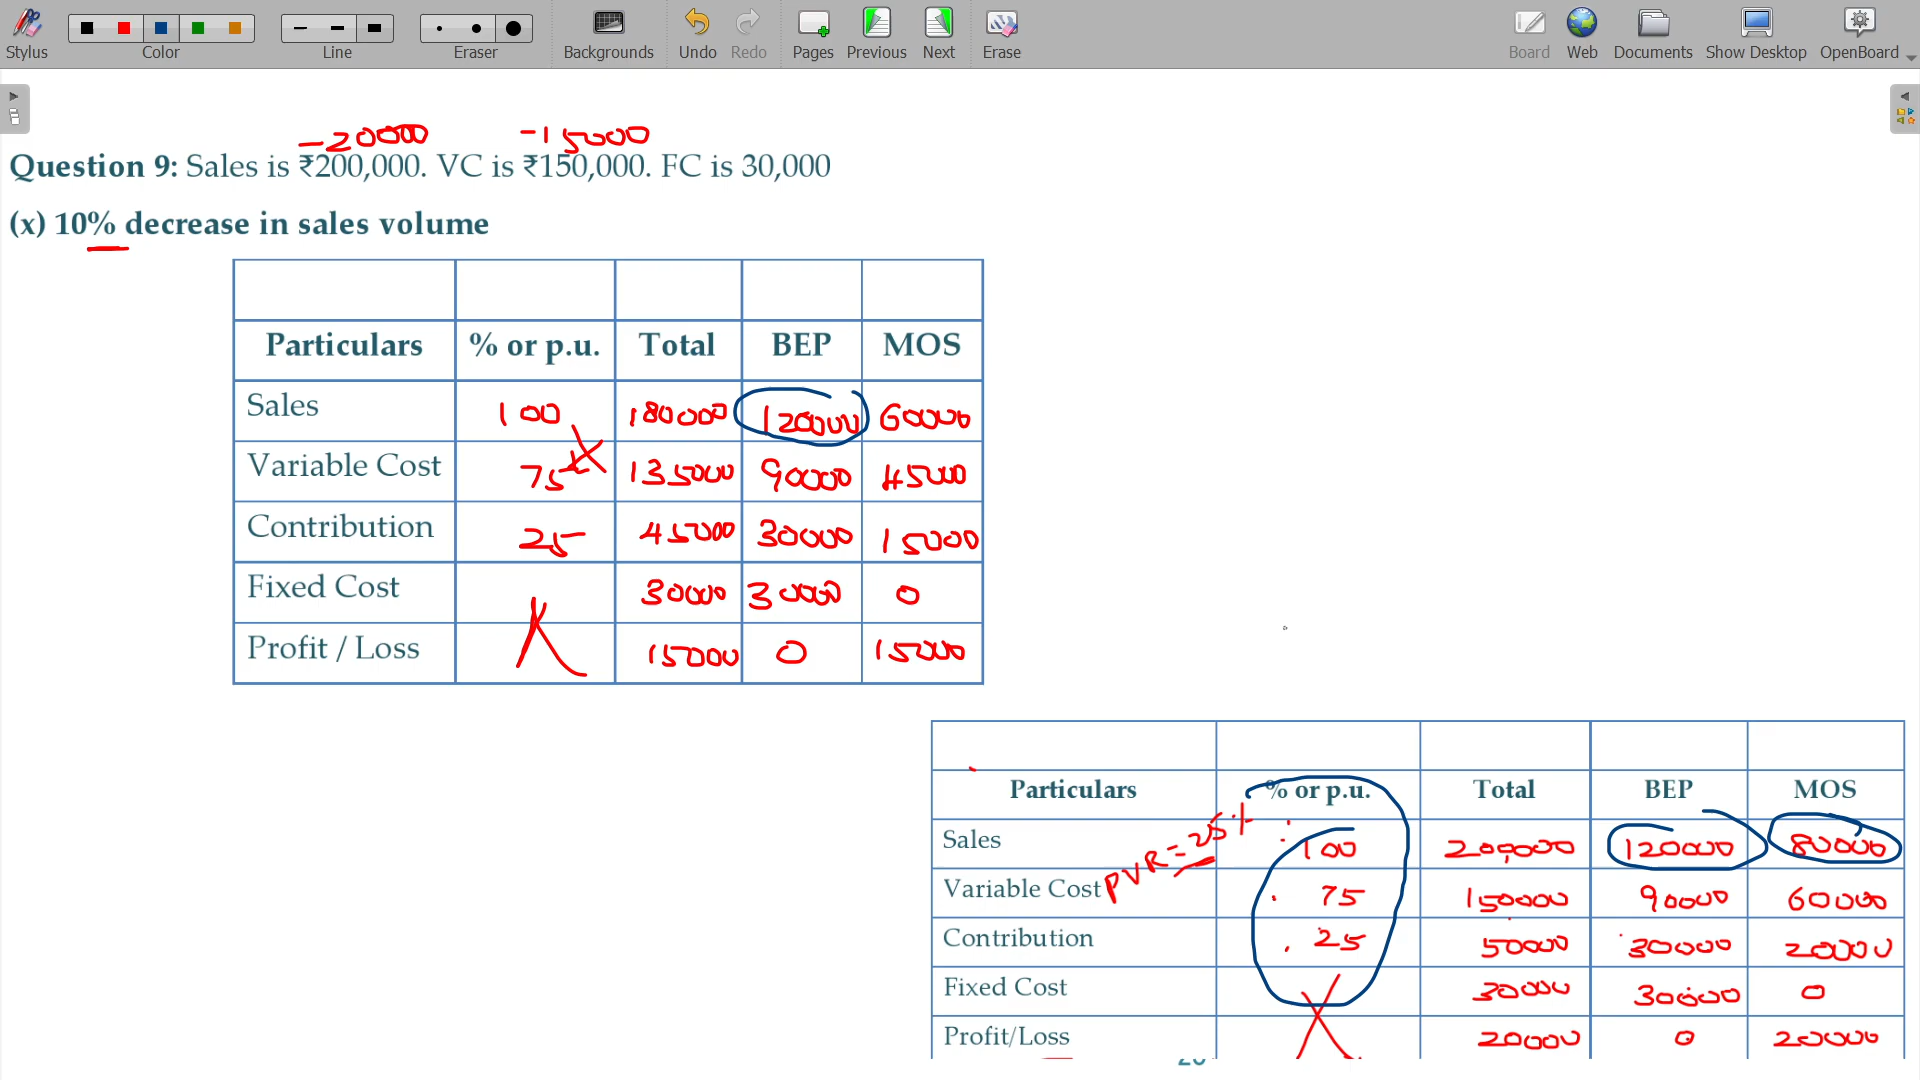 Stylus Color Line Eraser Backgrounds Undo Redo Pages Previous Next Erase Board Web Documents Show Desktop OpenBoard
-20000 -15000
Question 9: Sales is ₹200,000. VC is ₹150,000. FC is 30,000
(x) 10% decrease in sales volume
Particulars % or p.u. Total BEP MOS
Sales 100 180000 120000 60000
Variable Cost 75 135000 90000 45000
Contribution 25 45000 30000 15000
Fixed Cost 30000 30000 0
Profit / Loss 15000 0 15000
Particulars % or p.u. Total BEP MOS
PVR = 25%
Sales 100 200000 120000 80000
Variable Cost 75 150000 90000 60000
Contribution 25 50000 30000 20000
Fixed Cost 30000 30000 0
Profit/Loss 20000 0 20000